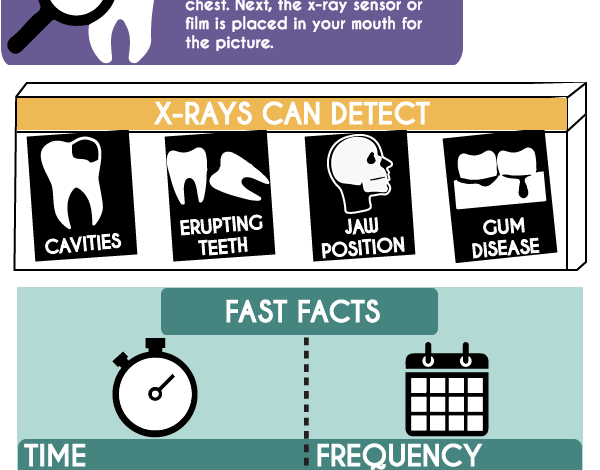 chest. Next, the x-ray sensor or
film is placed in your mouth for
the picture.
X-RAYS CAN DETECT
CAVITIES
ERUPTING
TEETH
JAW
POSITION
GUM
DISEASE
FAST FACTS
TIME
FREQUENCY